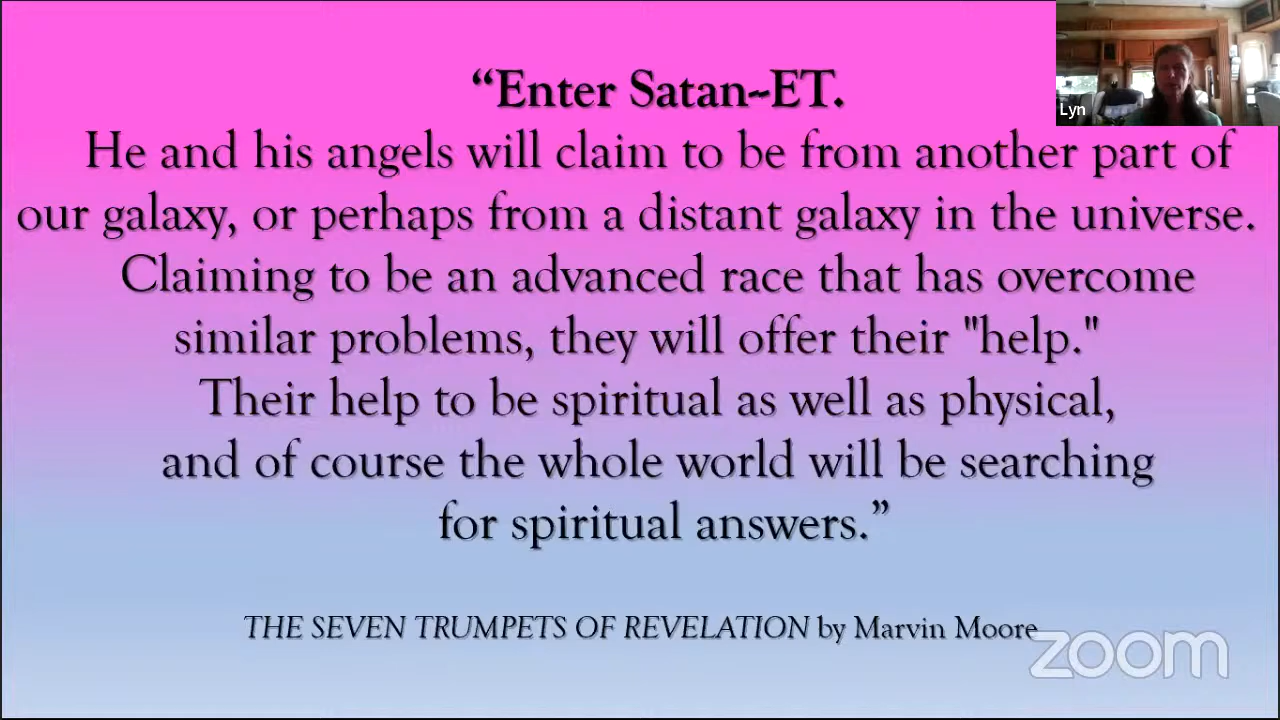 “Enter Satan--ET.
Lyn
He and his angels will claim to be from another part of
our galaxy, or perhaps from a distant galaxy in the universe.
Claiming to be an advanced race that has overcome
similar problems, they will offer their "help."
Their help to be spiritual as well as physical,
and of course the whole world will be searching
for spiritual answers.”
THE SEVEN TRUMPETS OF REVELATION by Marvin Moore
zoom